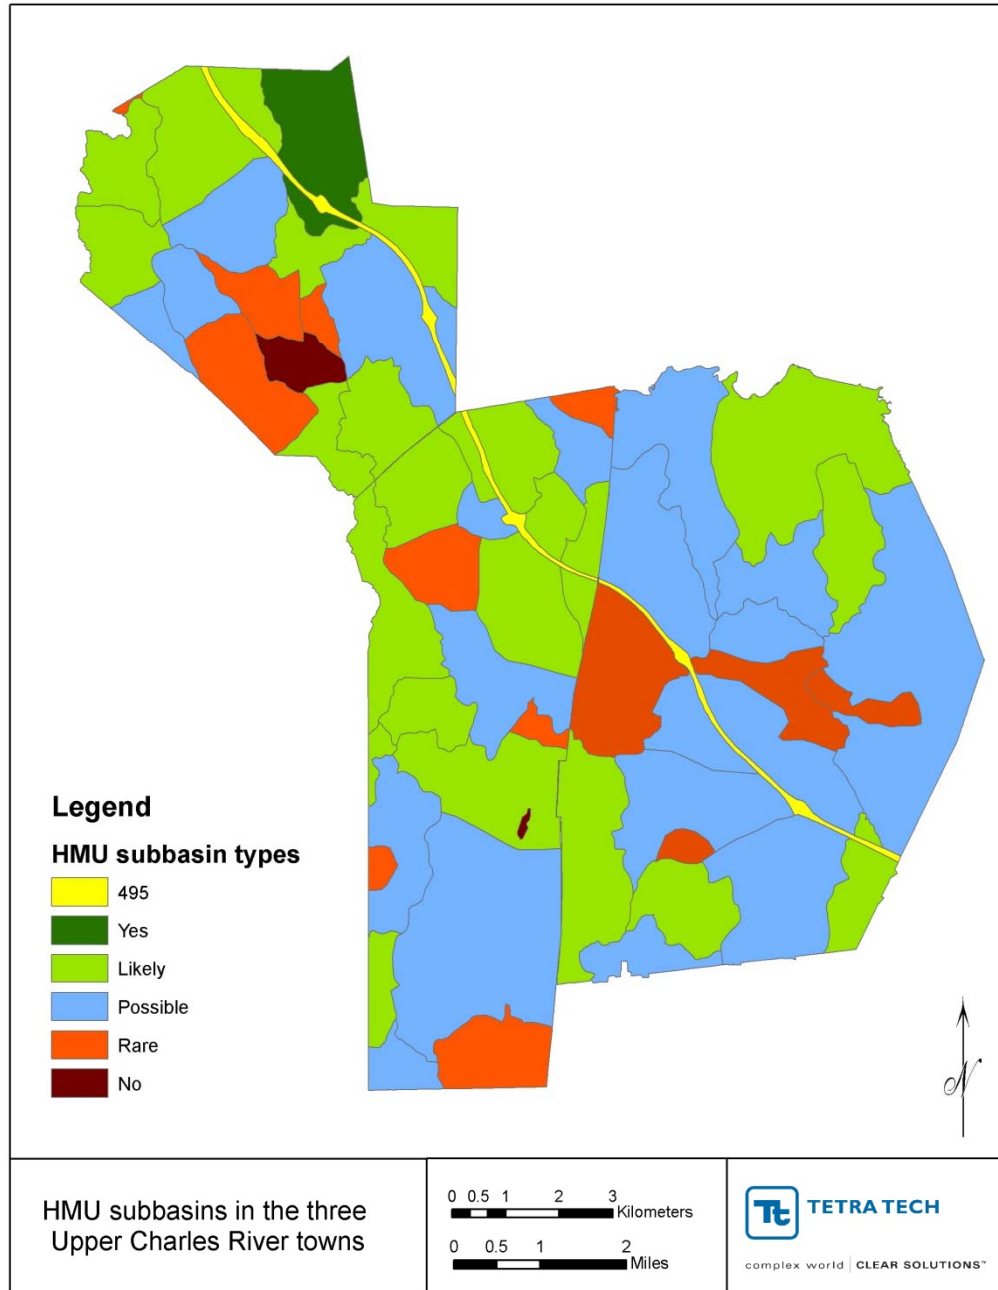 Legend
HMU subbasin types
495
Yes
Likely
Possible
Rare
No
N
HMU subbasins in the three
Upper Charles River towns
0 0.5 1 2 3
Kilometers
0 0.5 1 2
Miles
Tt TETRA TECH
complex world | CLEAR SOLUTIONS™